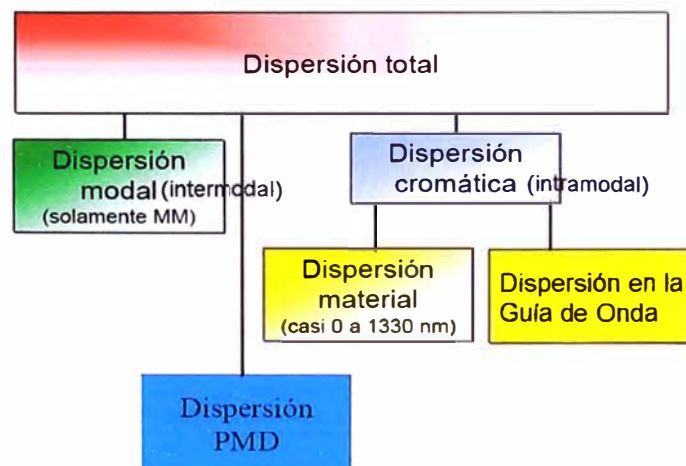 Dispersión total
Dispersión
modal (intermodal)
(solamente MM)
Dispersión
cromática (intramodal)
Dispersión
material
(casi 0 a 1330 nm)
Dispersión en la
Guía de Onda
Dispersión
PMD